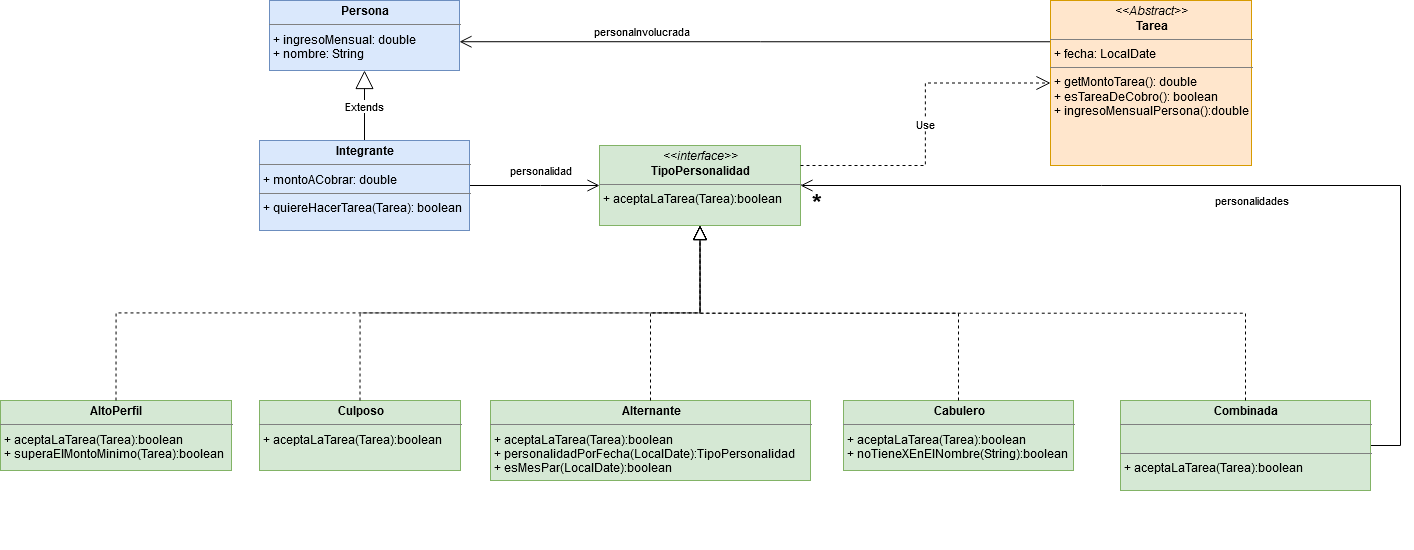 Persona
+ ingresoMensual: double
+ nombre: String
personaInvolucrada
<<Abstract>>
Tarea
+ fecha: LocalDate
+ getMontoTarea(): double
+ esTareaDeCobro(): boolean
+ ingresoMensualPersona():double
Extends
Use
Integrante
+ montoACobrar: double
+ quiereHacerTarea(Tarea): boolean
personalidad
<<interface>>
TipoPersonalidad
+ aceptaLaTarea(Tarea):boolean
*
personalidades
AltoPerfil
+ aceptaLaTarea(Tarea):boolean
+ superaElMontoMinimo(Tarea):boolean
Culposo
+ aceptaLaTarea(Tarea):boolean
Alternante
+ aceptaLaTarea(Tarea):boolean
+ personalidadPorFecha(LocalDate):TipoPersonalidad
+ esMesPar(LocalDate):boolean
Cabulero
+ aceptaLaTarea(Tarea):boolean
+ noTieneXEnElNombre(String):boolean
Combinada
+ aceptaLaTarea(Tarea):boolean